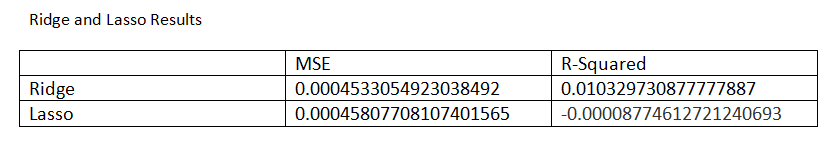 Ridge and Lasso Results
MSE R-Squared
Ridge 0.0004533054923038492 0.010329730877777887
Lasso 0.00045807708107401565 -0.00008774612721240693